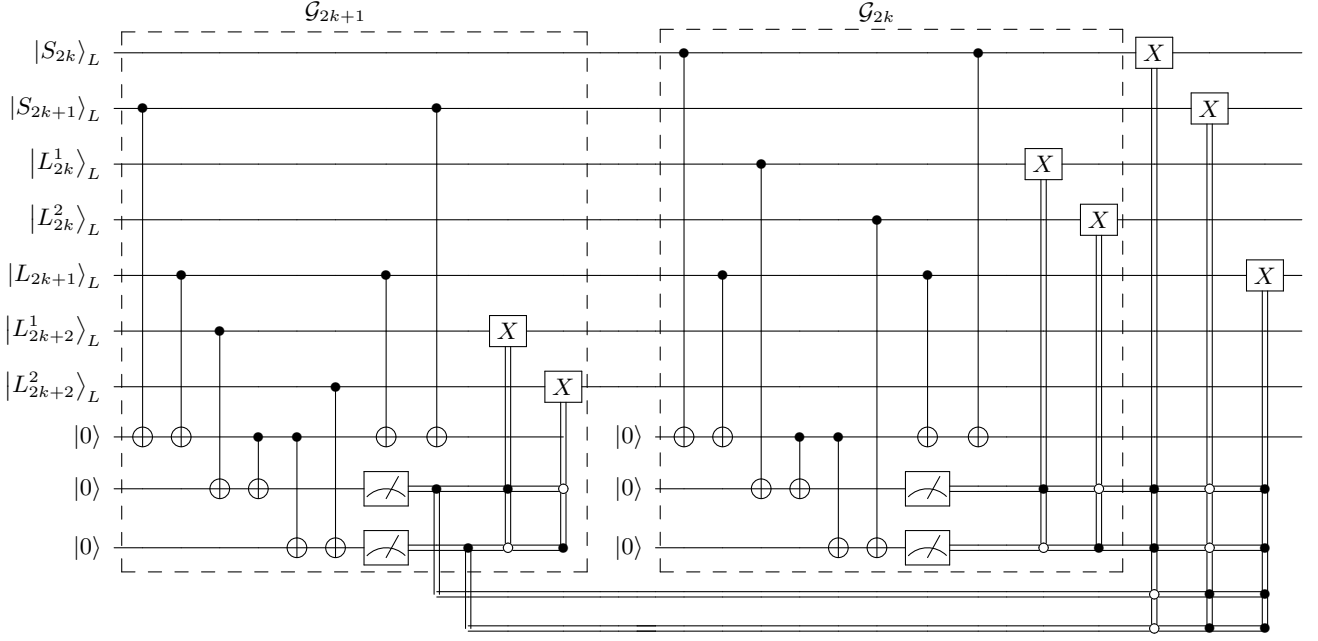 𝒢_{2k+1} 𝒢_{2k}
|S_{2k}⟩_L X
|S_{2k+1}⟩_L X
|L^1_{2k}⟩_L X
|L^2_{2k}⟩_L X
|L_{2k+1}⟩_L X
|L^1_{2k+2}⟩_L X
|L^2_{2k+2}⟩_L X
|0⟩ |0⟩
|0⟩ |0⟩
|0⟩ |0⟩